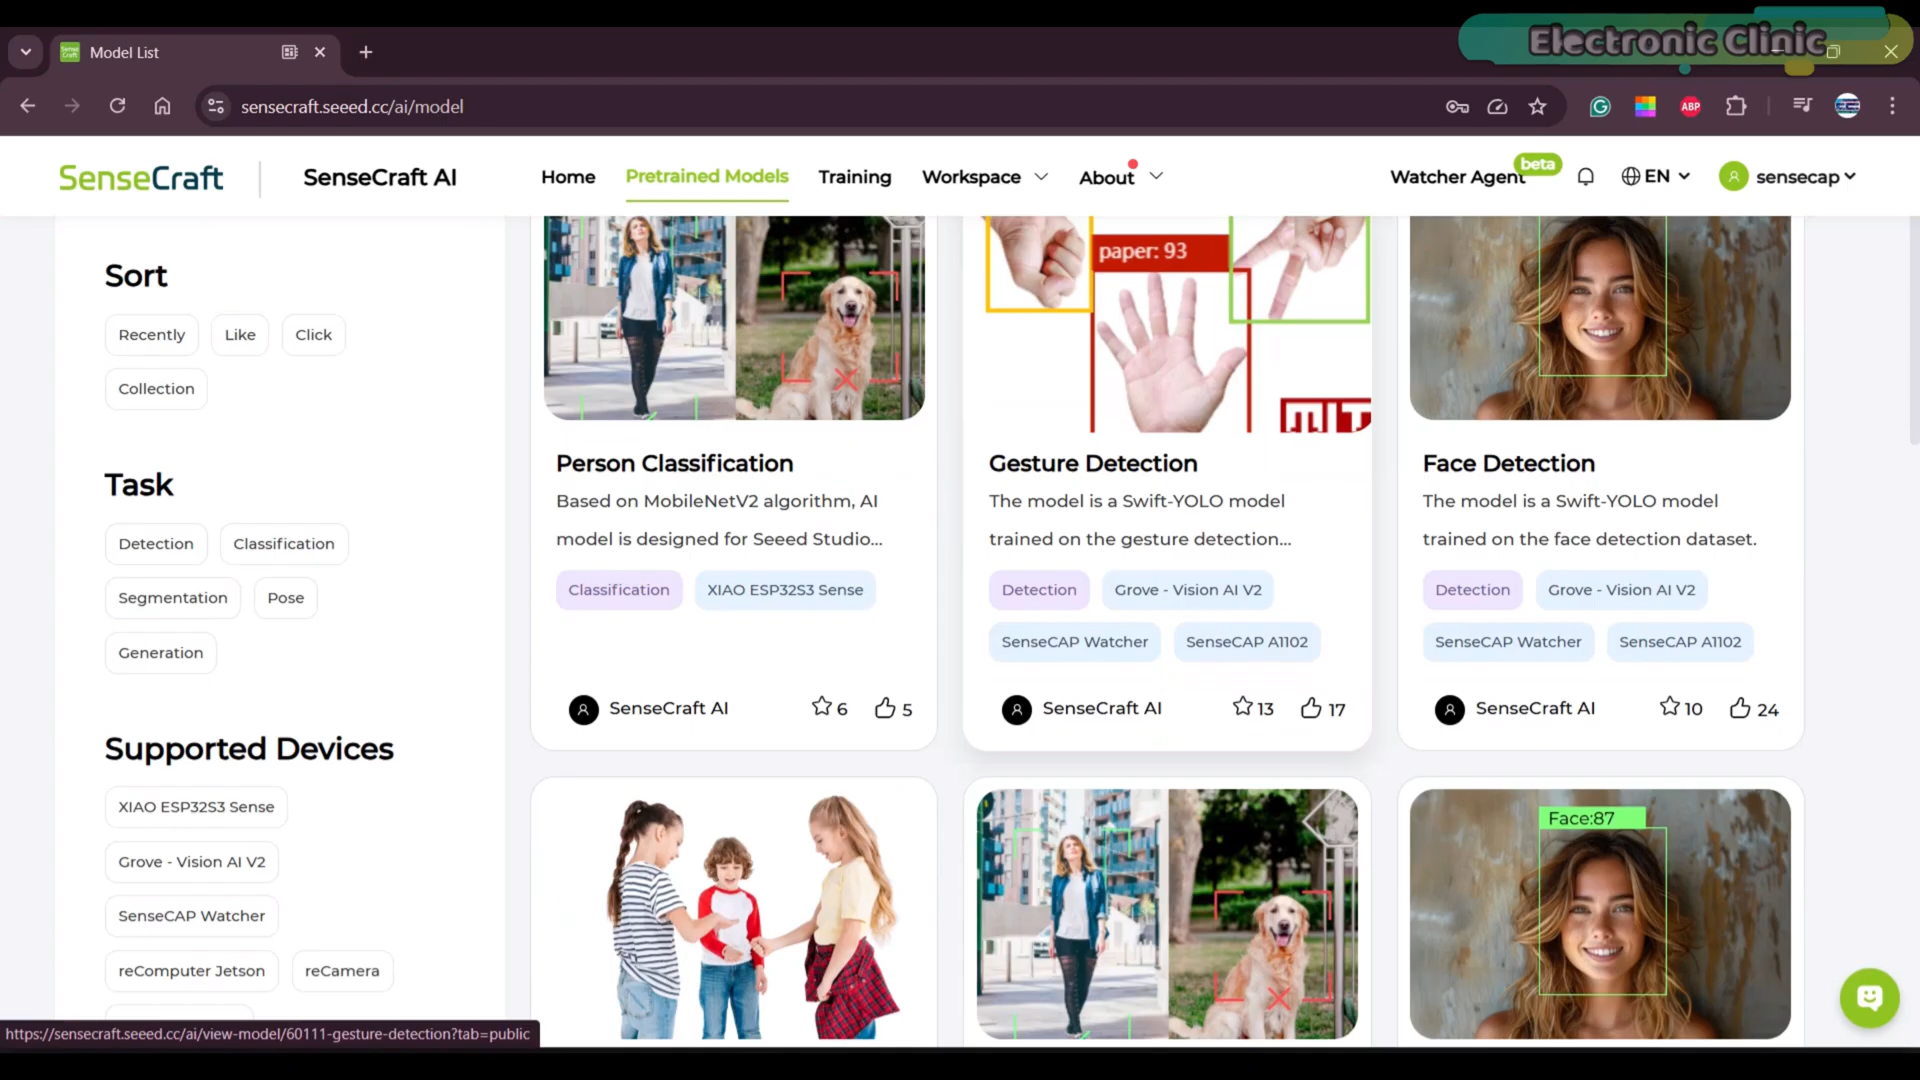 Electronic Clinic
Model List
sensecraft.seeed.cc/ai/model
ABP
SenseCraft
SenseCraft AI
Home
Pretrained Models
Training
Workspace
About
Watcher Agent
beta
EN
sensecap
Sort
Recently
Like
Click
Collection
Task
Detection
Classification
Segmentation
Pose
Generation
Supported Devices
XIAO ESP32S3 Sense
Grove - Vision AI V2
SenseCAP Watcher
reComputer Jetson
reCamera
Person Classification
Based on MobileNetV2 algorithm, AI
model is designed for Seeed Studio...
Classification
XIAO ESP32S3 Sense
SenseCraft AI
6
5
paper: 93
Gesture Detection
The model is a Swift-YOLO model
trained on the gesture detection...
Detection
Grove - Vision AI V2
SenseCAP Watcher
SenseCAP A1102
SenseCraft AI
13
17
Face Detection
The model is a Swift-YOLO model
trained on the face detection dataset.
Detection
Grove - Vision AI V2
SenseCAP Watcher
SenseCAP A1102
SenseCraft AI
10
24
Face:87
https://sensecraft.seeed.cc/ai/view-model/60111-gesture-detection?tab=public